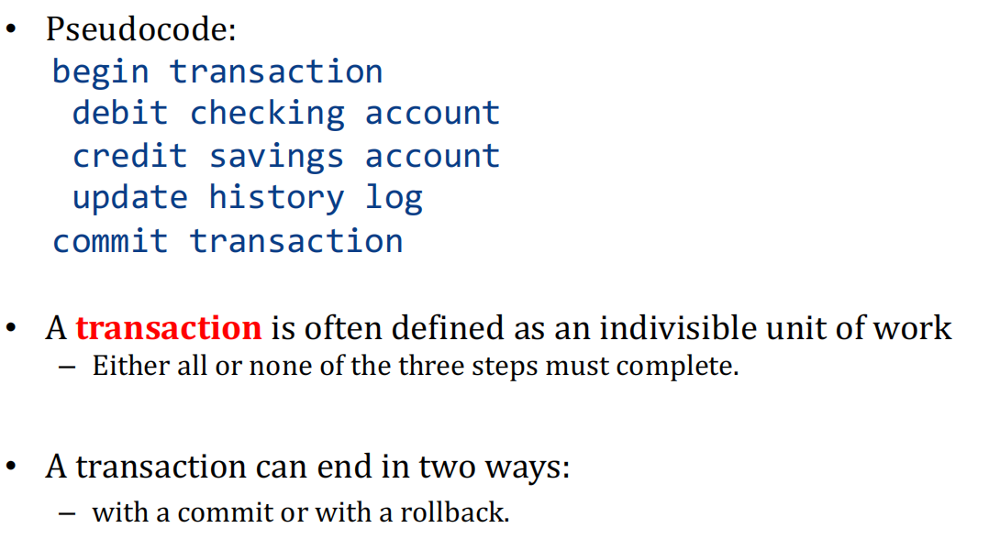 • Pseudocode:
begin transaction
debit checking account
credit savings account
update history log
commit transaction
• A transaction is often defined as an indivisible unit of work
– Either all or none of the three steps must complete.
• A transaction can end in two ways:
– with a commit or with a rollback.